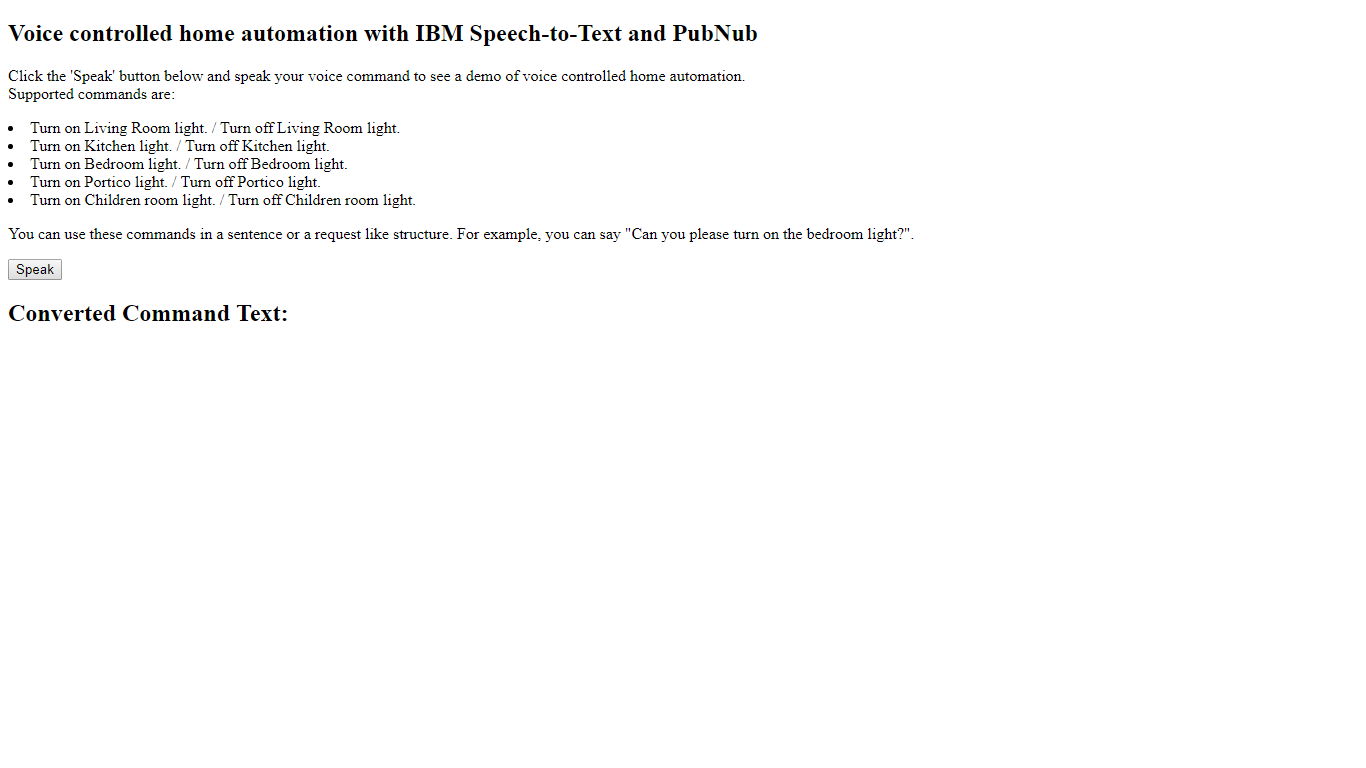 Voice controlled home automation with IBM Speech-to-Text and PubNub
Click the 'Speak' button below and speak your voice command to see a demo of voice controlled home automation.
Supported commands are:
Turn on Living Room light. / Turn off Living Room light.
Turn on Kitchen light. / Turn off Kitchen light.
Turn on Bedroom light. / Turn off Bedroom light.
Turn on Portico light. / Turn off Portico light.
Turn on Children room light. / Turn off Children room light.
You can use these commands in a sentence or a request like structure. For example, you can say "Can you please turn on the bedroom light?".
Speak
Converted Command Text: